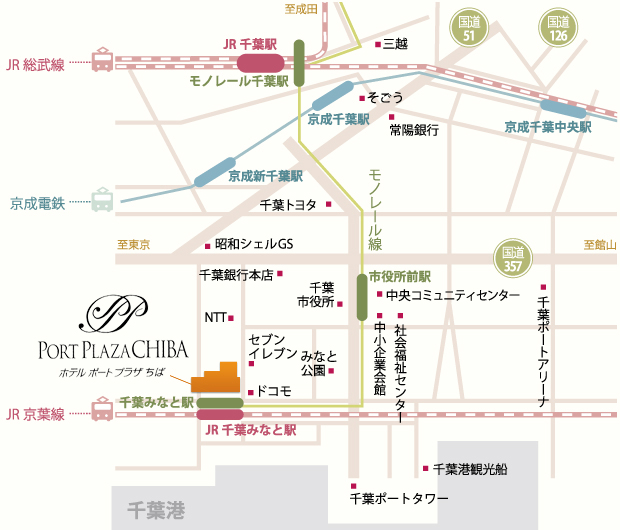 至成田
国道
51
国道
126
JR 千葉駅
三越
JR 総武線
モノレール千葉駅
そごう
京成千葉駅
常陽銀行
京成千葉中央駅
京成新千葉駅
モノレール線
京成電鉄
千葉トヨタ
至東京
昭和シェルGS
国道
357
至館山
千葉銀行本店
市役所前駅
千葉
市役所
中央コミュニティセンター
NTT
千葉ポートアリーナ
中小企業会館
社会福祉センター
PORT PLAZA CHIBA
ホテル ポート プラザ ちば
セブン
イレブン
みなと
公園
ドコモ
千葉みなと駅
JR 京葉線
JR 千葉みなと駅
千葉港観光船
千葉ポートタワー
千葉港